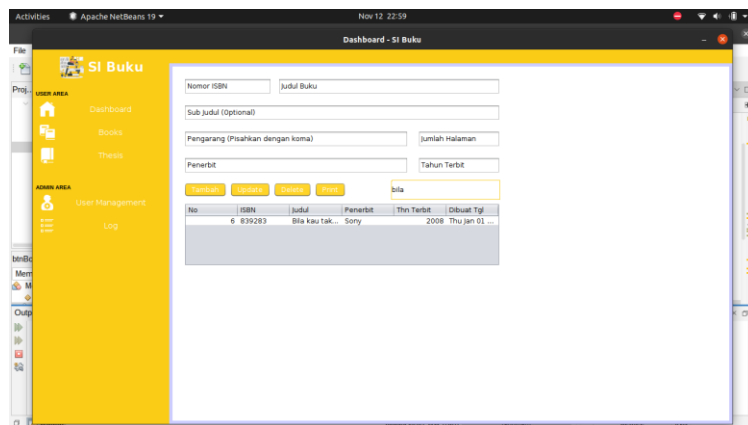 Activities Apache NetBeans 19 Nov 12 22:59
Dashboard - SI Buku
File
SI Buku
Proj...
USER AREA
Dashboard
Books
Thesis
ADMIN AREA
User Management
Log
Nomor ISBN Judul Buku
Sub Judul (Optional)
Pengarang (Pisahkan dengan koma) Jumlah Halaman
Penerbit Tahun Terbit
Tambah Update Delete Print bila
No ISBN Judul Penerbit Thn Terbit Dibuat Tgl
6 839283 Bila kau tak... Sony 2008 Thu Jan 01 ...
btnBo
Mem
M
Outp